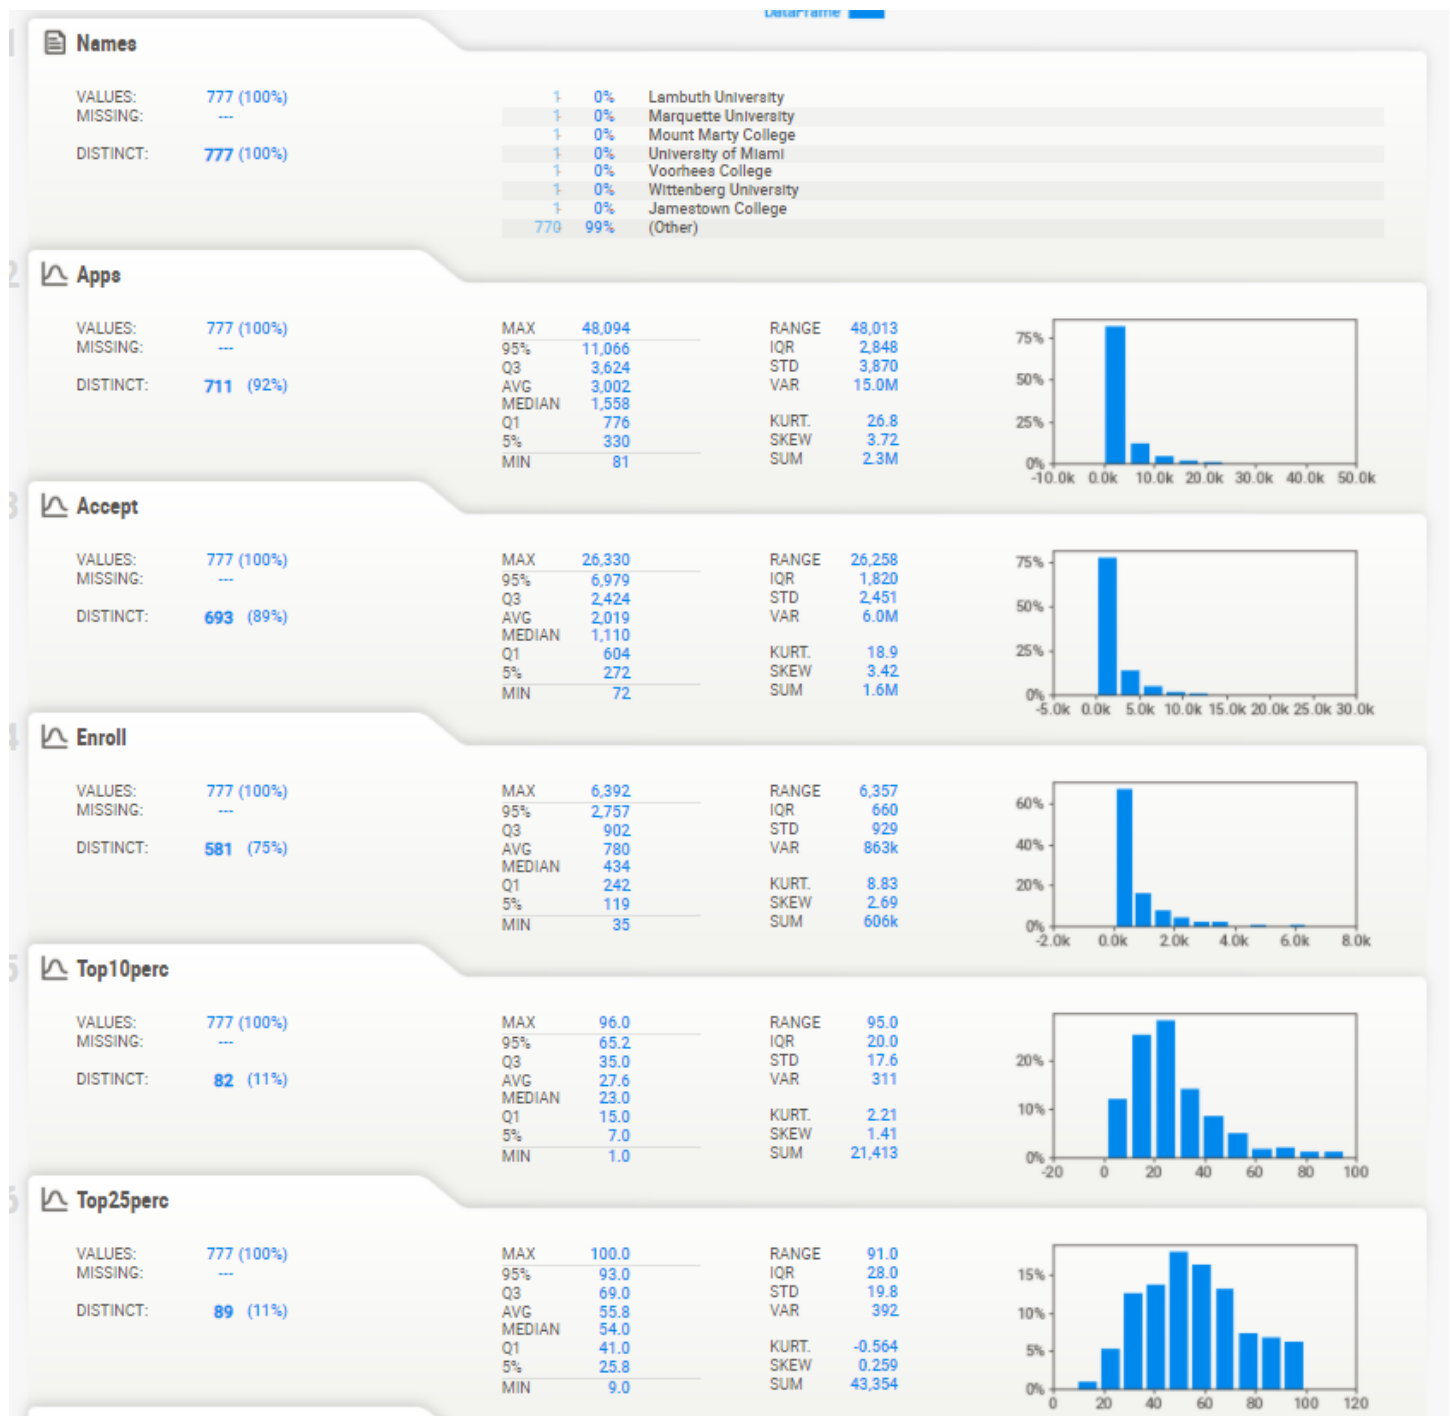 DataFrame
1
Names
VALUES: 777 (100%)
MISSING: ---
DISTINCT: 777 (100%)
1 0% Lambuth University
1 0% Marquette University
1 0% Mount Marty College
1 0% University of Miami
1 0% Voorhees College
1 0% Wittenberg University
1 0% Jamestown College
770 99% (Other)
2
Apps
VALUES: 777 (100%)
MISSING: ---
DISTINCT: 711 (92%)
MAX 48,094
95% 11,066
Q3 3,624
AVG 3,002
MEDIAN 1,558
Q1 776
5% 330
MIN 81
RANGE 48,013
IQR 2,848
STD 3,870
VAR 15.0M
KURT. 26.8
SKEW 3.72
SUM 2.3M
75%
50%
25%
0%
-10.0k 0.0k 10.0k 20.0k 30.0k 40.0k 50.0k
3
Accept
VALUES: 777 (100%)
MISSING: ---
DISTINCT: 693 (89%)
MAX 26,330
95% 6,979
Q3 2,424
AVG 2,019
MEDIAN 1,110
Q1 604
5% 272
MIN 72
RANGE 26,258
IQR 1,820
STD 2,451
VAR 6.0M
KURT. 18.9
SKEW 3.42
SUM 1.6M
75%
50%
25%
0%
-5.0k 0.0k 5.0k 10.0k 15.0k 20.0k 25.0k 30.0k
4
Enroll
VALUES: 777 (100%)
MISSING: ---
DISTINCT: 581 (75%)
MAX 6,392
95% 2,757
Q3 902
AVG 780
MEDIAN 434
Q1 242
5% 119
MIN 35
RANGE 6,357
IQR 660
STD 929
VAR 863k
KURT. 8.83
SKEW 2.69
SUM 606k
60%
40%
20%
0%
-2.0k 0.0k 2.0k 4.0k 6.0k 8.0k
5
Top10perc
VALUES: 777 (100%)
MISSING: ---
DISTINCT: 82 (11%)
MAX 96.0
95% 65.2
Q3 35.0
AVG 27.6
MEDIAN 23.0
Q1 15.0
5% 7.0
MIN 1.0
RANGE 95.0
IQR 20.0
STD 17.6
VAR 311
KURT. 2.21
SKEW 1.41
SUM 21,413
20%
10%
0%
-20 0 20 40 60 80 100
6
Top25perc
VALUES: 777 (100%)
MISSING: ---
DISTINCT: 89 (11%)
MAX 100.0
95% 93.0
Q3 69.0
AVG 55.8
MEDIAN 54.0
Q1 41.0
5% 25.8
MIN 9.0
RANGE 91.0
IQR 28.0
STD 19.8
VAR 392
KURT. -0.564
SKEW 0.259
SUM 43,354
15%
10%
5%
0%
0 20 40 60 80 100 120